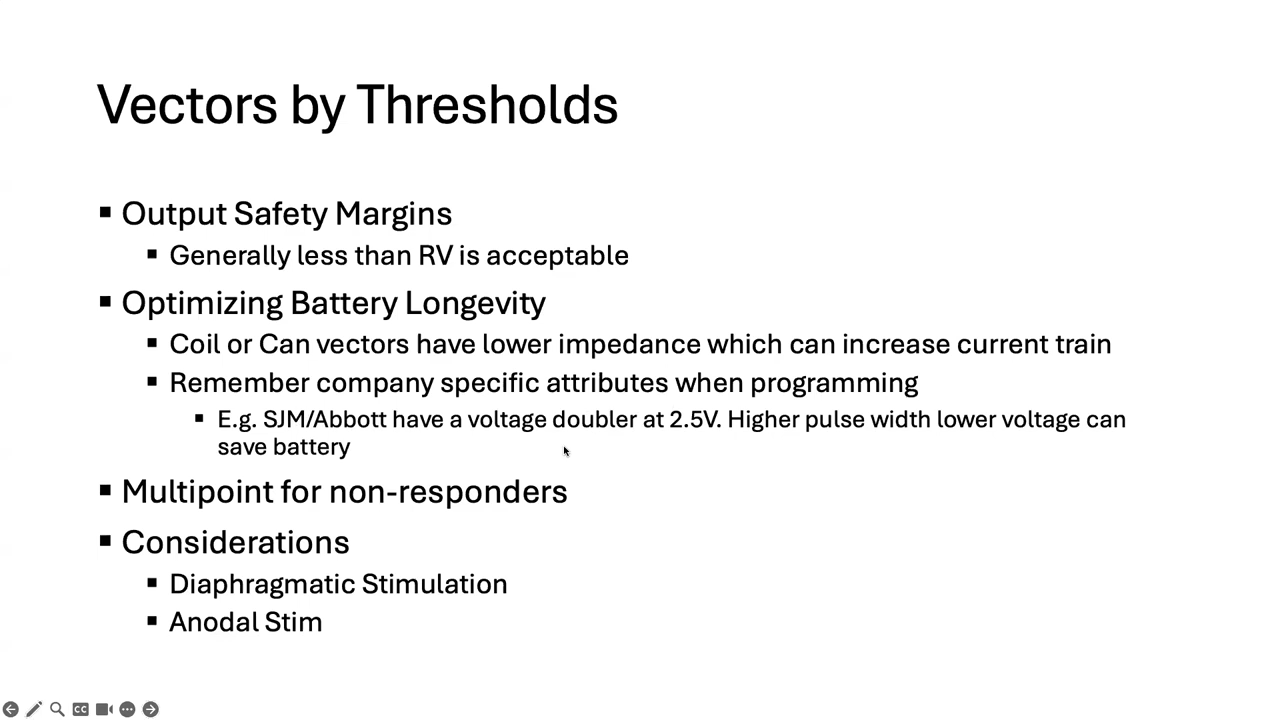 Vectors by Thresholds
▪ Output Safety Margins
▪ Generally less than RV is acceptable
▪ Optimizing Battery Longevity
▪ Coil or Can vectors have lower impedance which can increase current train
▪ Remember company specific attributes when programming
▪ E.g. SJM/Abbott have a voltage doubler at 2.5V. Higher pulse width lower voltage can
save battery
▪ Multipoint for non-responders
▪ Considerations
▪ Diaphragmatic Stimulation
▪ Anodal Stim
CC